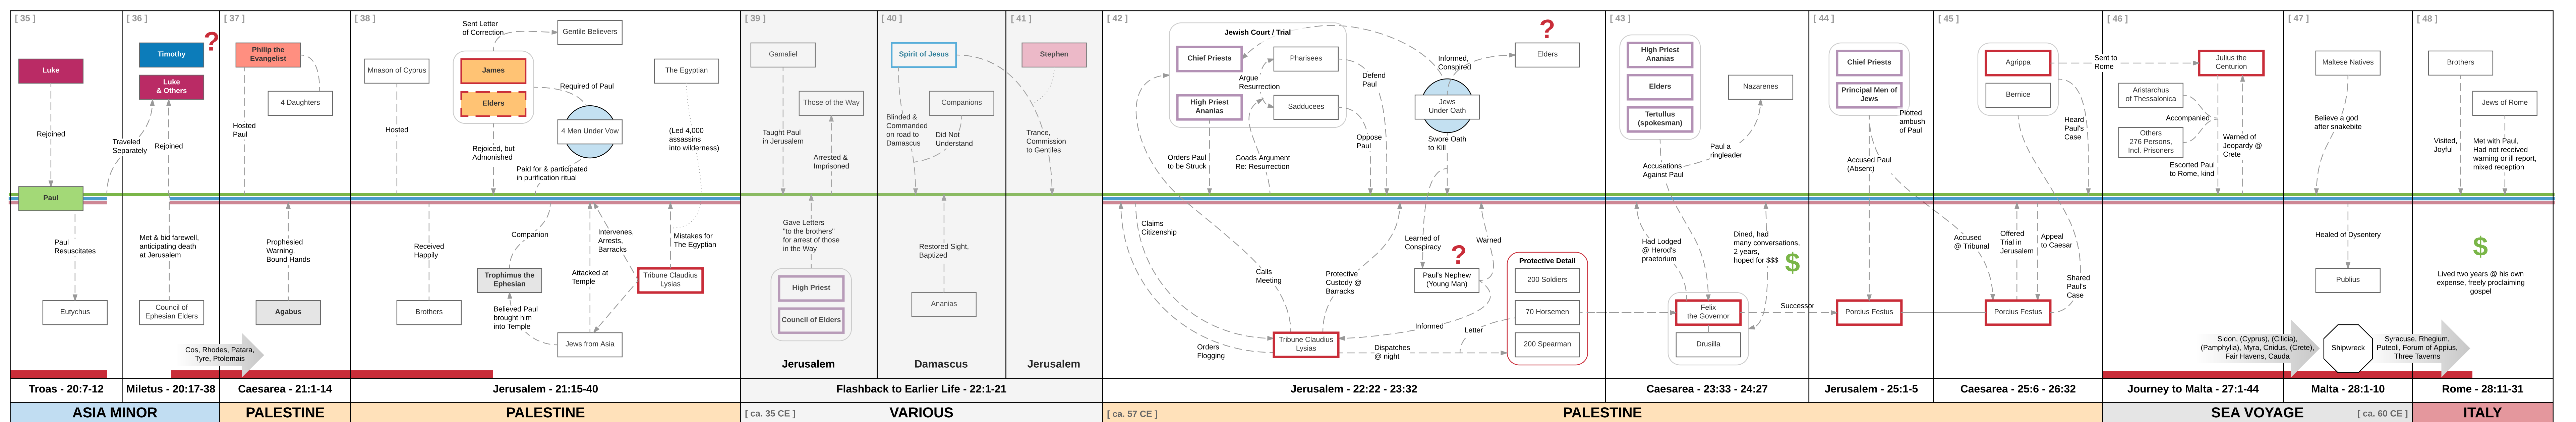 [ 35 ]
Luke
Rejoined
Paul
Paul
Resuscitates
Eutychus
[ 36 ]
Timothy
?
Luke
& Others
Traveled
Separately
Rejoined
Met & bid farewell,
anticipating death
at Jerusalem
Council of
Ephesian Elders
Cos, Rhodes, Patara,
Tyre, Ptolemais
[ 37 ]
Philip the
Evangelist
4 Daughters
Hosted
Paul
Prophesied
Warning,
Bound Hands
Agabus
[ 38 ]
Sent Letter
of Correction
Gentile Believers
Mnason of Cyprus
James
Elders
The Egyptian
Required of Paul
4 Men Under Vow
Hosted
Rejoiced, but
Admonished
(Led 4,000
assassins
into wilderness)
Paid for & participated
in purification ritual
Received
Happily
Companion
Intervenes,
Arrests,
Barracks
Mistakes for
The Egyptian
Trophimus the
Ephesian
Attacked at
Temple
Tribune Claudius
Lysias
Brothers
Believed Paul
brought him
into Temple
Jews from Asia
[ 39 ]
Gamaliel
Those of the Way
Taught Paul
in Jerusalem
Arrested &
Imprisoned
Gave Letters
"to the brothers"
for arrest of those
in the Way
High Priest
Council of Elders
Jerusalem
[ 40 ]
Spirit of Jesus
Companions
Blinded &
Commanded
on road to
Damascus
Did Not
Understand
Restored Sight,
Baptized
Ananias
Damascus
[ 41 ]
Stephen
Trance,
Commission
to Gentiles
Jerusalem
[ 42 ]
Jewish Court / Trial
Chief Priests
Pharisees
Argue
Resurrection
High Priest
Ananias
Sadducees
Defend
Paul
Informed,
Conspired
?
Elders
Jews
Under Oath
Oppose
Paul
Swore Oath
to Kill
Orders Paul
to be Struck
Goads Argument
Re: Resurrection
Claims
Citizenship
Learned of
Conspiracy
Warned
?
Paul's Nephew
(Young Man)
Calls
Meeting
Protective
Custody @
Barracks
Protective Detail
200 Soldiers
70 Horsemen
200 Spearman
Informed
Letter
Tribune Claudius
Lysias
Orders
Flogging
Dispatches
@ night
[ 43 ]
High Priest
Ananias
Elders
Tertullus
(spokesman)
Nazarenes
Paul a
ringleader
Accusations
Against Paul
Had Lodged
@ Herod's
praetorium
Dined, had
many conversations,
2 years,
hoped for $$$
$
Felix
the Governor
Drusilla
Successor
[ 44 ]
Chief Priests
Principal Men of
Jews
Plotted
ambush
of Paul
Accused Paul
(Absent)
Porcius Festus
[ 45 ]
Agrippa
Bernice
Sent to
Rome
Heard
Paul's
Case
Accused
@ Tribunal
Offered
Trial in
Jerusalem
Appeal
to Caesar
Shared
Paul's
Case
Porcius Festus
[ 46 ]
Julius the
Centurion
Aristarchus
of Thessalonica
Accompanied
Others
276 Persons,
Incl. Prisoners
Warned of
Jeopardy @
Crete
Escorted Paul
to Rome, kind
Sidon, (Cyprus), (Cilicia),
(Pamphylia), Myra, Cnidus, (Crete),
Fair Havens, Cauda
[ 47 ]
Maltese Natives
Believe a god
after snakebite
Healed of Dysentery
Publius
Shipwreck
[ 48 ]
Brothers
Jews of Rome
Visited,
Joyful
Met with Paul,
Had not received
warning or ill report,
mixed reception
$
Lived two years @ his own
expense, freely proclaiming
gospel
Syracuse, Rhegium,
Puteoli, Forum of Appius,
Three Taverns
Troas - 20:7-12
Miletus - 20:17-38
Caesarea - 21:1-14
Jerusalem - 21:15-40
Flashback to Earlier Life - 22:1-21
Jerusalem - 22:22 - 23:32
Caesarea - 23:33 - 24:27
Jerusalem - 25:1-5
Caesarea - 25:6 - 26:32
Journey to Malta - 27:1-44
Malta - 28:1-10
Rome - 28:11-31
ASIA MINOR
PALESTINE
PALESTINE
[ ca. 35 CE ]
VARIOUS
[ ca. 57 CE ]
PALESTINE
SEA VOYAGE
[ ca. 60 CE ]
ITALY